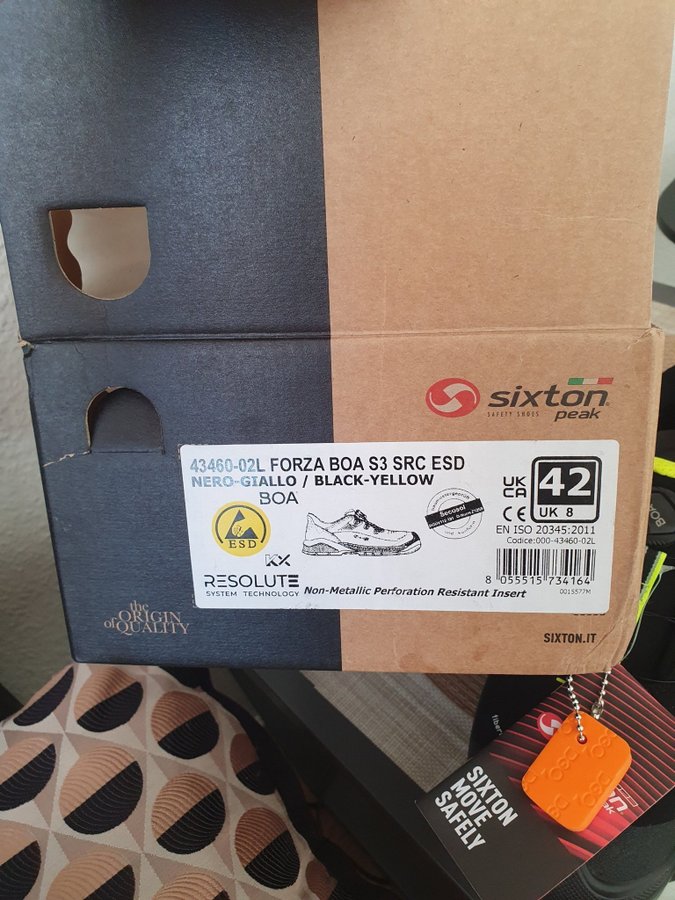 sixton
SAFETY SHOES
peak
43460-02L FORZA BOA S3 SRC ESD
NERO-GIALLO / BLACK-YELLOW
BOA
ESD
Secosol
UK
CA
CE
42
UK 8
EN ISO 20345:2011
Codice:000-43460-02L
8 055515 734164
0015577M
RESOLUTE
SYSTEM TECHNOLOGY
Non-Metallic Perforation Resistant Insert
the
ORIGIN
of QUALITY
SIXTON.IT
SIXTON
MOVE
SAFELY